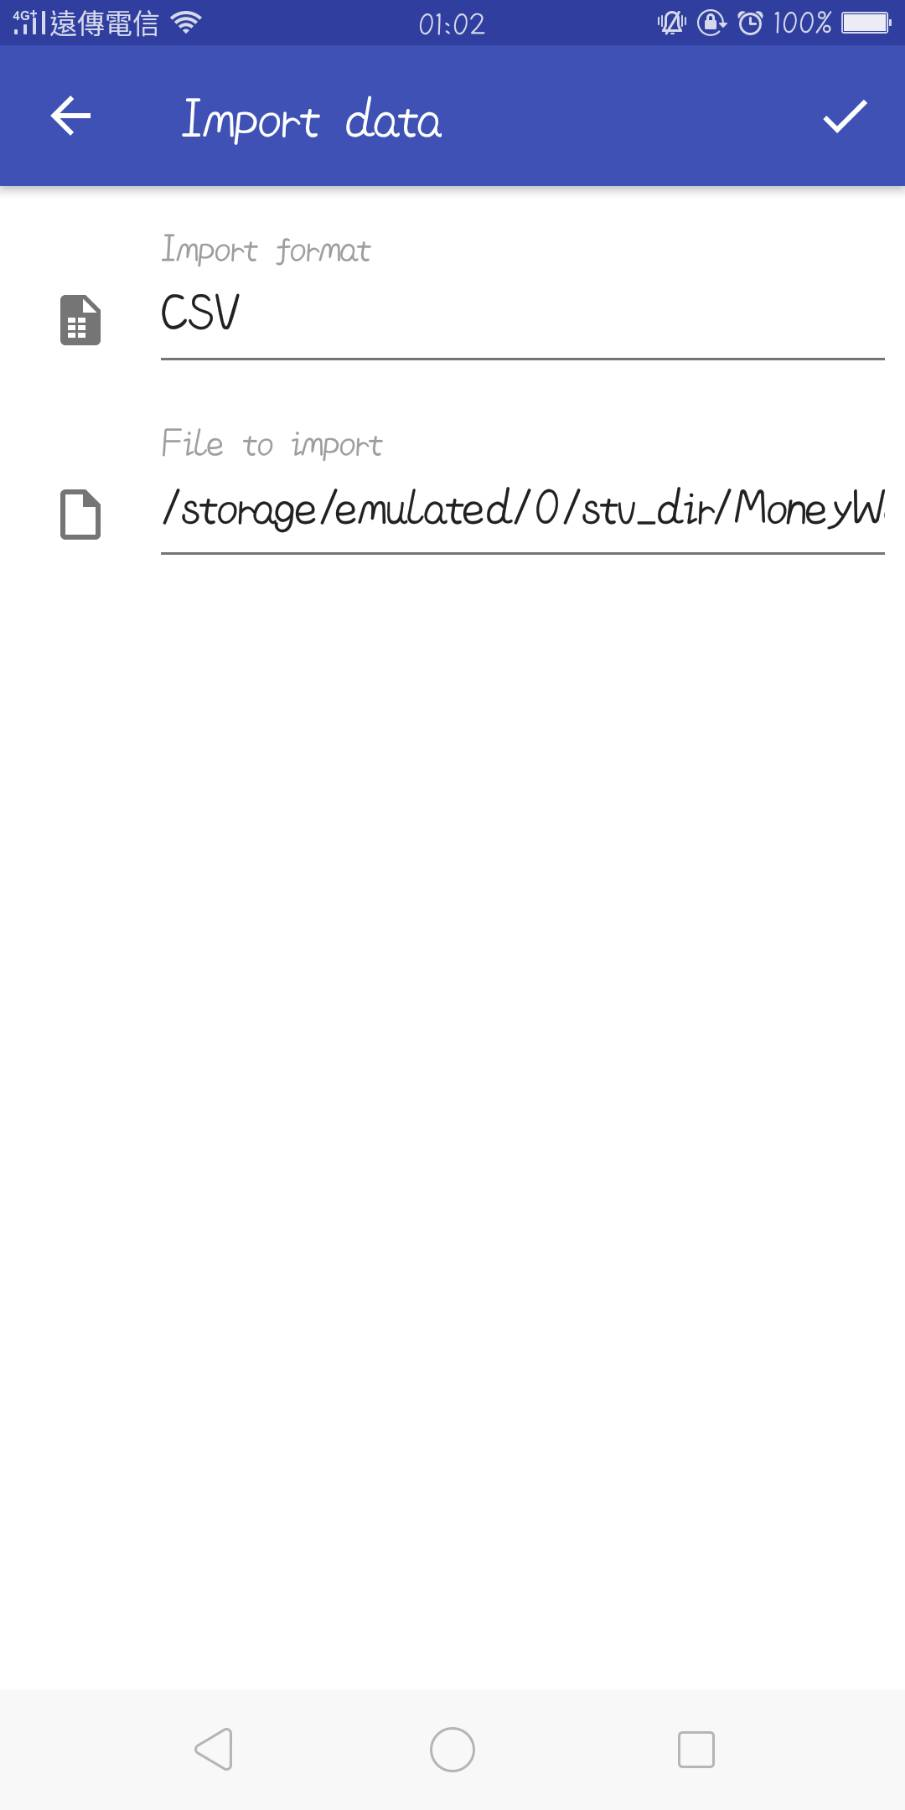 4G+ 遠傳電信 01:02 100%
Import data
Import format
CSV
File to import
/storage/emulated/0/stu_dir/MoneyW